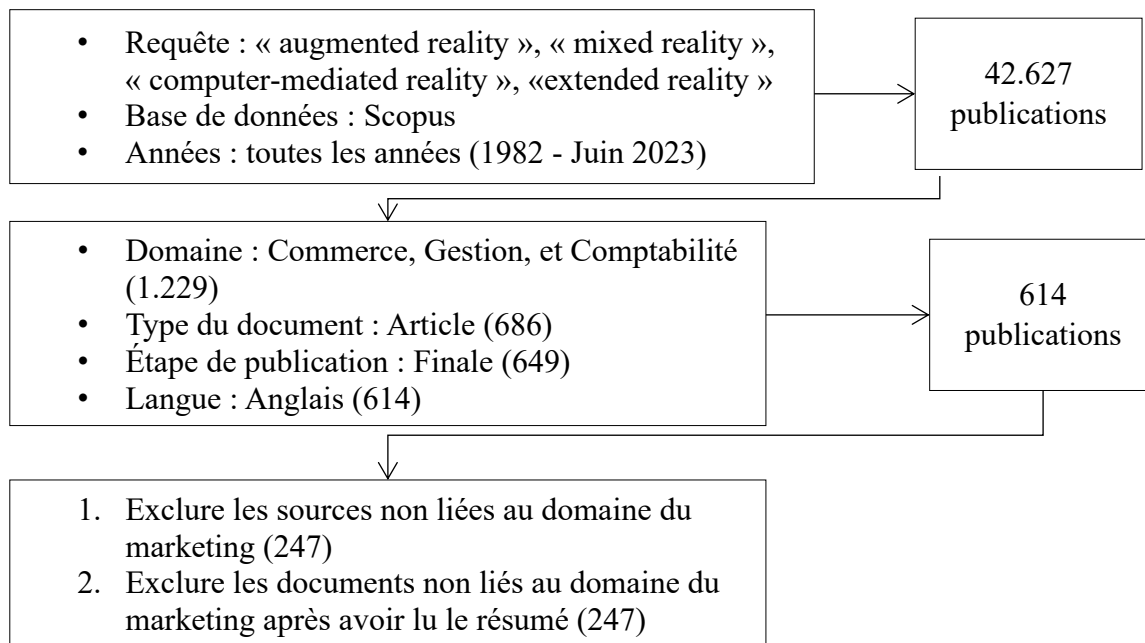 • Requête : « augmented reality », « mixed reality »,
« computer-mediated reality », «extended reality »
• Base de données : Scopus
• Années : toutes les années (1982 - Juin 2023)
42.627
publications
• Domaine : Commerce, Gestion, et Comptabilité
(1.229)
• Type du document : Article (686)
• Étape de publication : Finale (649)
• Langue : Anglais (614)
614
publications
1. Exclure les sources non liées au domaine du
marketing (247)
2. Exclure les documents non liés au domaine du
marketing après avoir lu le résumé (247)